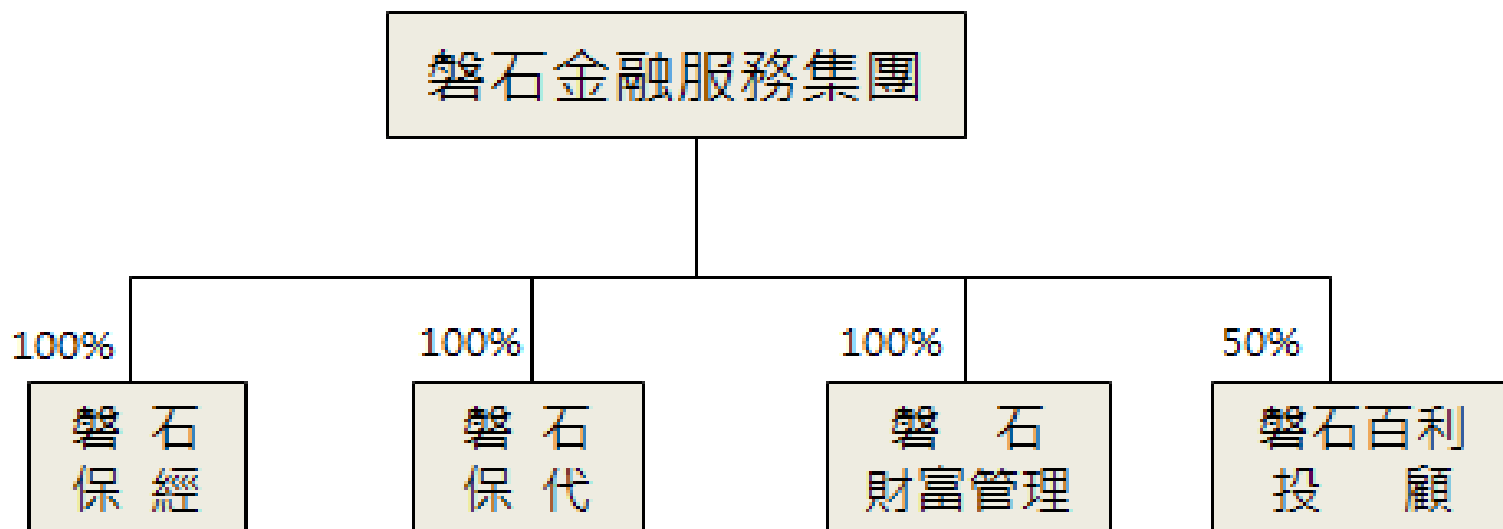 磐石金融服務集團
100%
100%
100%
50%
磐 石
保 經
磐 石
保 代
磐 石
財富管理
磐石百利
投 顧